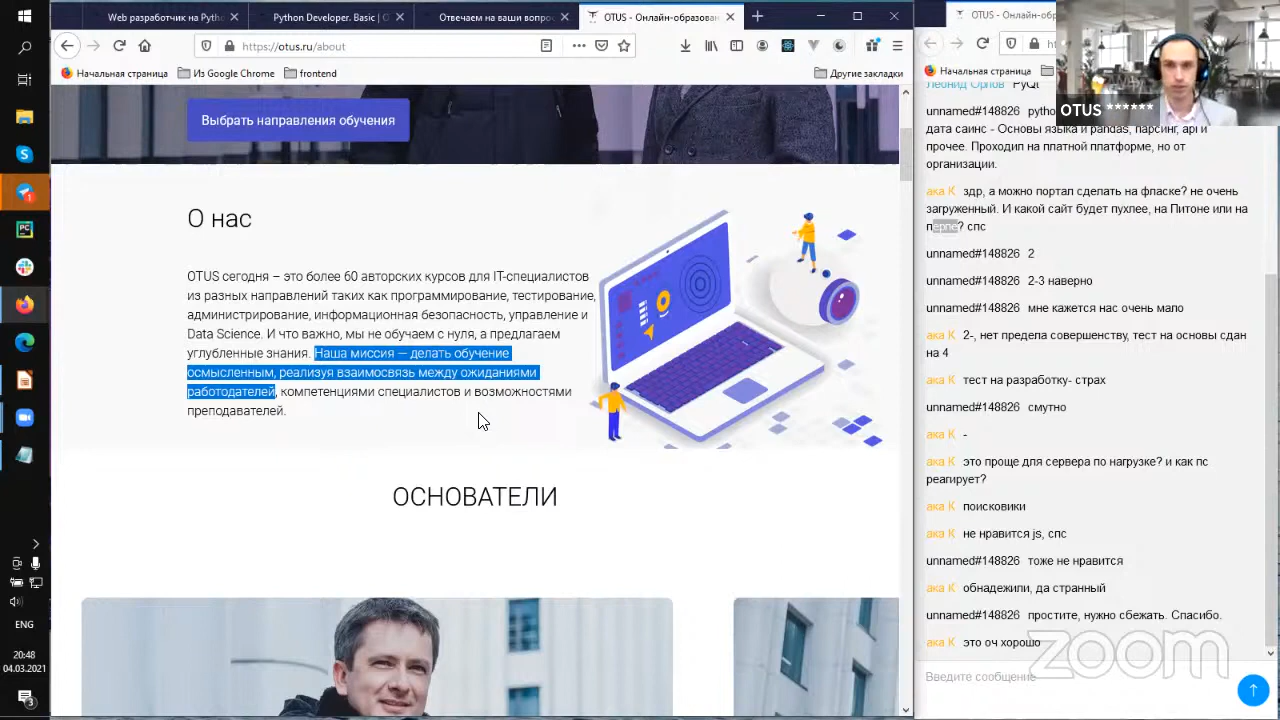 Web разработчик на Pyth
Python Developer. Basic | О
Отвечаем на ваши вопро
OTUS - Онлайн-образован
OTUS - Онлайн-обр
https://otus.ru/about
Начальная страница
Из Google Chrome
frontend
Другие закладки
Начальная страница
Выбрать направления обучения
О нас
OTUS сегодня – это более 60 авторских курсов для IT-специалистов
из разных направлений таких как программирование, тестирование,
администрирование, информационная безопасность, управление и
Data Science. И что важно, мы не обучаем с нуля, а предлагаем
углубленные знания. Наша миссия — делать обучение
осмысленным, реализуя взаимосвязь между ожиданиями
работодателей, компетенциями специалистов и возможностями
преподавателей.
ОСНОВАТЕЛИ
OTUS ******
Леонид Орлов PyQt
unnamed#148826 pytho
дата саинс - Основы языка и pandas, парсинг, api и
прочее. Проходил на платной платформе, но от
организации.
ака К здр, а можно портал сделать на фласке? не очень
загруженный. И какой сайт будет пухлее, на Питоне или на
перле? спс
unnamed#148826 2
unnamed#148826 2-3 наверно
unnamed#148826 мне кажется нас очень мало
ака К 2-, нет предела совершенству, тест на основы сдан
на 4
ака К тест на разработку- страх
unnamed#148826 смутно
ака К -
ака К это проще для сервера по нагрузке? и как пс
реагирует?
ака К поисковики
ака К не нравится js, спс
unnamed#148826 тоже не нравится
ака К обнадежили, да странный
unnamed#148826 простите, нужно сбежать. Спасибо.
ака К это оч хорошо
zoom
Введите сообщение
ENG
20:48
04.03.2021